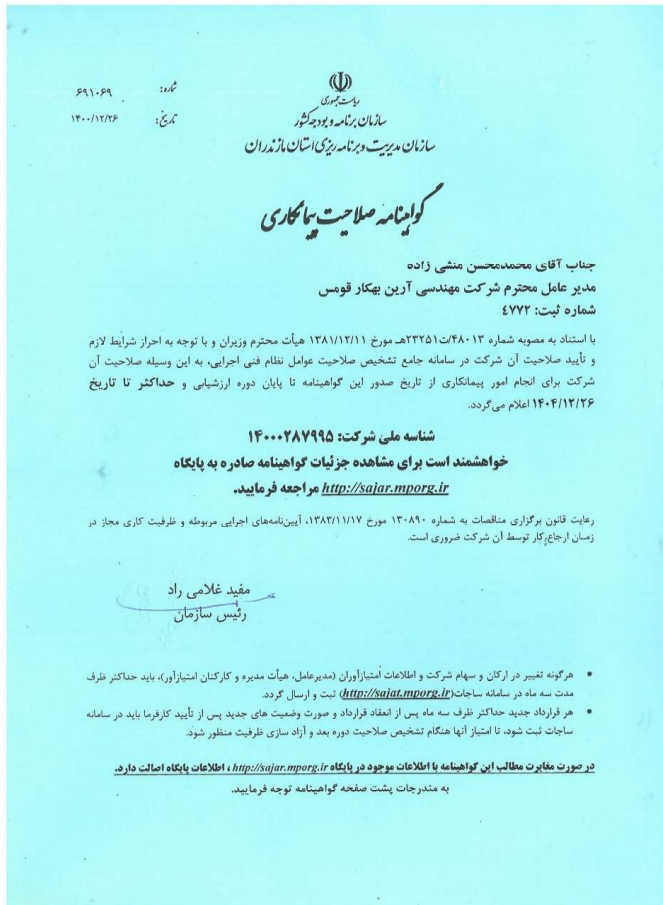 شماره: ۶۹۱۰۶۹
تاریخ: ۱۴۰۰/۱۲/۲۶
ریاست جمهوری
سازمان برنامه و بودجه کشور
سازمان مدیریت و برنامه ریزی استان مازندران
گواهینامه صلاحیت پیمانکاری
جناب آقای محمدمحسن منشی زاده
مدیر عامل محترم شرکت مهندسی آرین بهکار قومس
شماره ثبت: ٤٧٧٢
با استناد به مصوبه شماره ۴۸۰۱۳/ت۲۳۲۵۱هـ مورخ ۱۳۸۱/۱۲/۱۱ هیأت محترم وزیران و با توجه به احراز شرایط لازم
و تأیید صلاحیت آن شرکت در سامانه جامع تشخیص صلاحیت عوامل نظام فنی اجرایی، به این وسیله صلاحیت آن
شرکت برای انجام امور پیمانکاری از تاریخ صدور این گواهینامه تا پایان دوره ارزشیابی و حداکثر تا تاریخ
۱۴۰۴/۱۲/۲۶ اعلام می‌گردد.
شناسه ملی شرکت: ۱۴۰۰۰۲۸۷۹۹۵
خواهشمند است برای مشاهده جزئیات گواهینامه صادره به پایگاه
http://sajar.mporg.ir مراجعه فرمایید.
رعایت قانون برگزاری مناقصات به شماره ۱۳۰۸۹۰ مورخ ۱۳۸۳/۱۱/۱۷، آیین‌نامه‌های اجرایی مربوطه و ظرفیت کاری مجاز در
زمان ارجاع کار توسط آن شرکت ضروری است.
مفید غلامی راد
رئیس سازمان
• هرگونه تغییر در ارکان و سهام شرکت و اطلاعات امتیازآوران (مدیرعامل، هیأت مدیره و کارکنان امتیازآور)، باید حداکثر ظرف
مدت سه ماه در سامانه ساجات(http://sajat.mporg.ir) ثبت و ارسال گردد.
• هر قرارداد جدید حداکثر ظرف سه ماه پس از انعقاد قرارداد و صورت وضعیت های جدید پس از تأیید کارفرما باید در سامانه
ساجات ثبت شود، تا امتیاز آنها هنگام تشخیص صلاحیت دوره بعد و آزاد سازی ظرفیت منظور شود.
در صورت مغایرت مطالب این گواهینامه با اطلاعات موجود در پایگاه http://sajar.mporg.ir ، اطلاعات پایگاه اصالت دارد.
به مندرجات پشت صفحه گواهینامه توجه فرمایید.